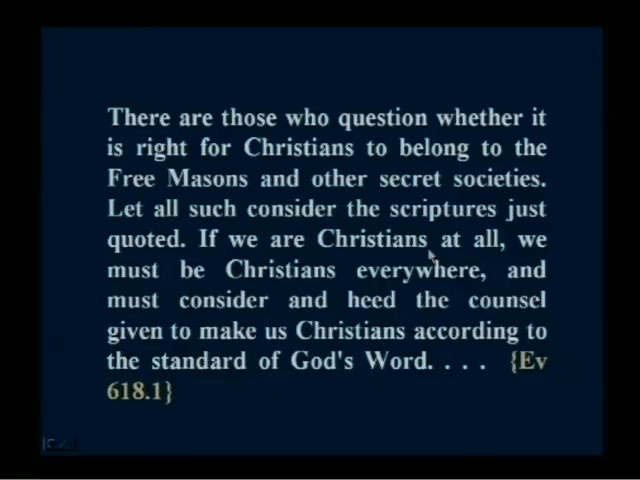 There are those who question whether it
is right for Christians to belong to the
Free Masons and other secret societies.
Let all such consider the scriptures just
quoted. If we are Christians at all, we
must be Christians everywhere, and
must consider and heed the counsel
given to make us Christians according to
the standard of God's Word. . . . {Ev
618.1}